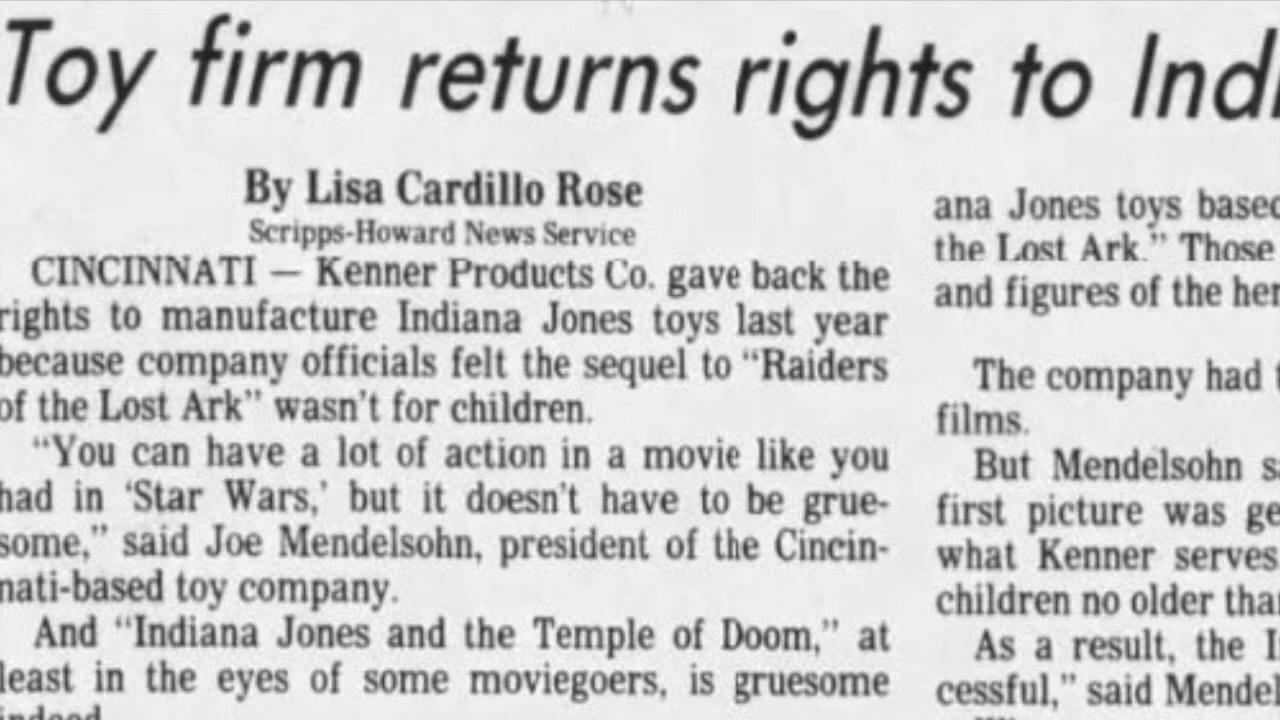 Toy firm returns rights to Indi
By Lisa Cardillo Rose
Scripps-Howard News Service
CINCINNATI — Kenner Products Co. gave back the
rights to manufacture Indiana Jones toys last year
because company officials felt the sequel to "Raiders
of the Lost Ark" wasn't for children.
"You can have a lot of action in a movie like you
had in 'Star Wars,' but it doesn't have to be grue-
some," said Joe Mendelsohn, president of the Cincin-
nati-based toy company.
And "Indiana Jones and the Temple of Doom," at
least in the eyes of some moviegoers, is gruesome
indeed
ana Jones toys based
the Lost Ark." Those
and figures of the her
The company had
films.
But Mendelsohn s
first picture was ge
what Kenner serves
children no older than
As a result, the I
cessful," said Mendel